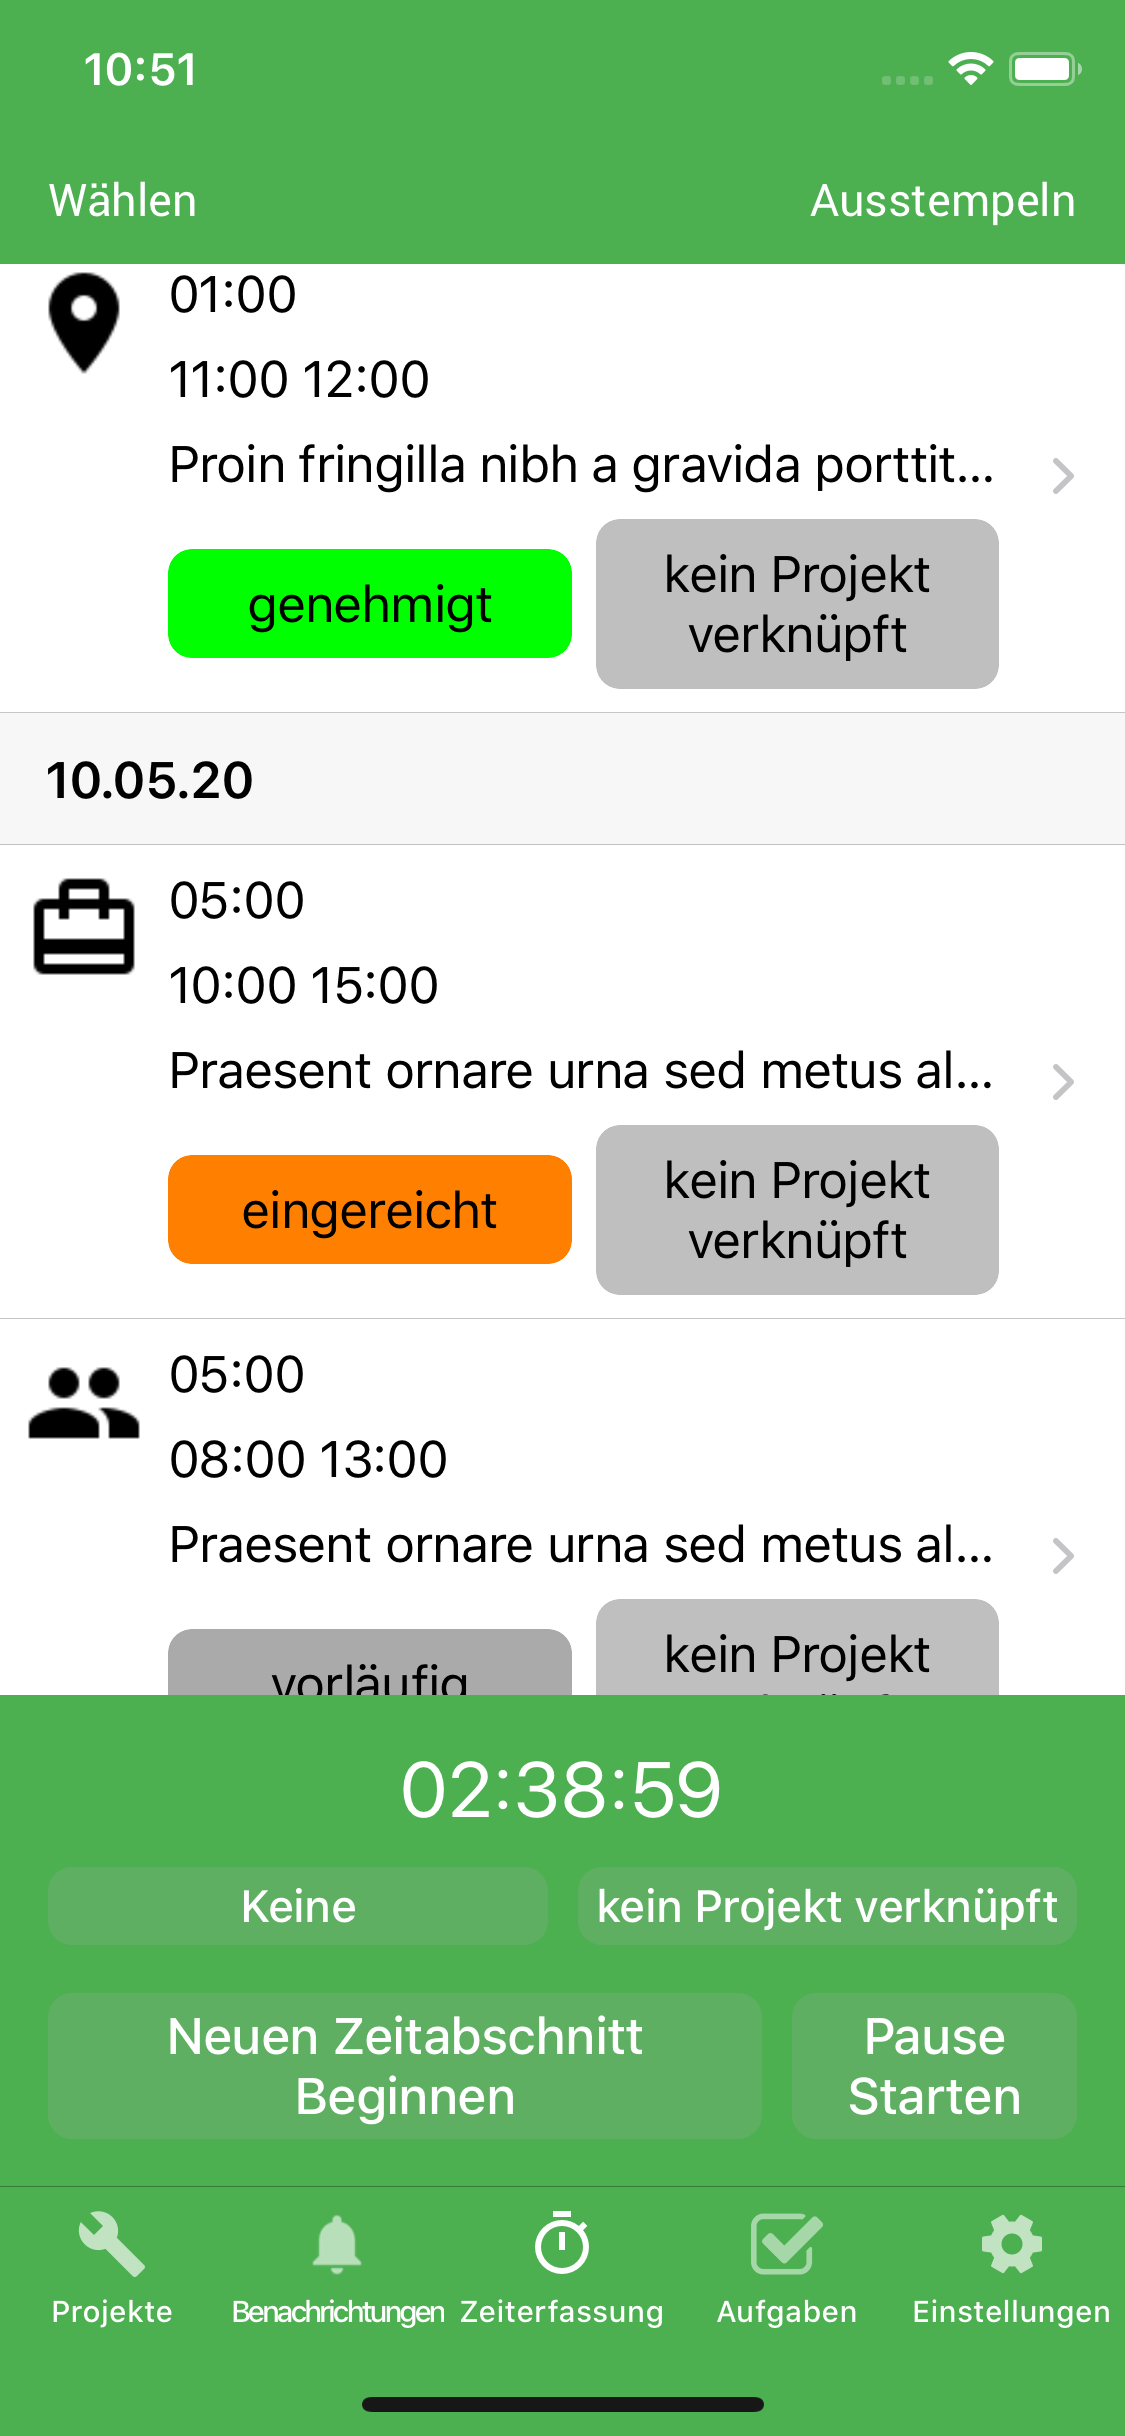 10:51
Wählen
Ausstempeln
01:00
11:00 12:00
Proin fringilla nibh a gravida porttit...
genehmigt
kein Projekt
verknüpft
10.05.20
05:00
10:00 15:00
Praesent ornare urna sed metus al...
eingereicht
kein Projekt
verknüpft
05:00
08:00 13:00
Praesent ornare urna sed metus al...
vorläufig
kein Projekt
02:38:59
Keine
kein Projekt verknüpft
Neuen Zeitabschnitt
Beginnen
Pause
Starten
Projekte
Benachrichtungen
Zeiterfassung
Aufgaben
Einstellungen